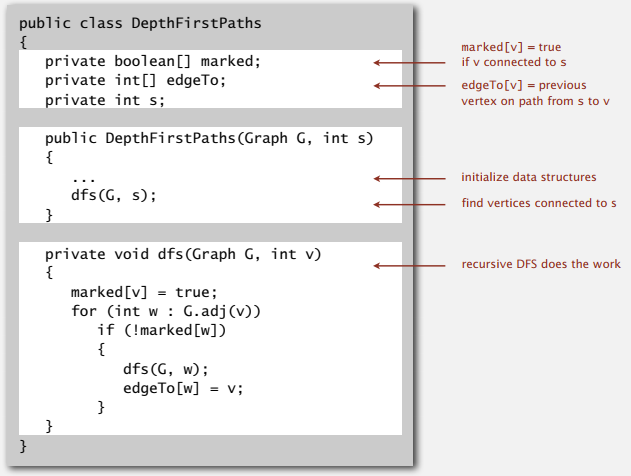 public class DepthFirstPaths
{
private boolean[] marked;
private int[] edgeTo;
private int s;
public DepthFirstPaths(Graph G, int s)
{
...
dfs(G, s);
}
private void dfs(Graph G, int v)
{
marked[v] = true;
for (int w : G.adj(v))
if (!marked[w])
{
dfs(G, w);
edgeTo[w] = v;
}
}
}
marked[v] = true
if v connected to s
edgeTo[v] = previous
vertex on path from s to v
initialize data structures
find vertices connected to s
recursive DFS does the work